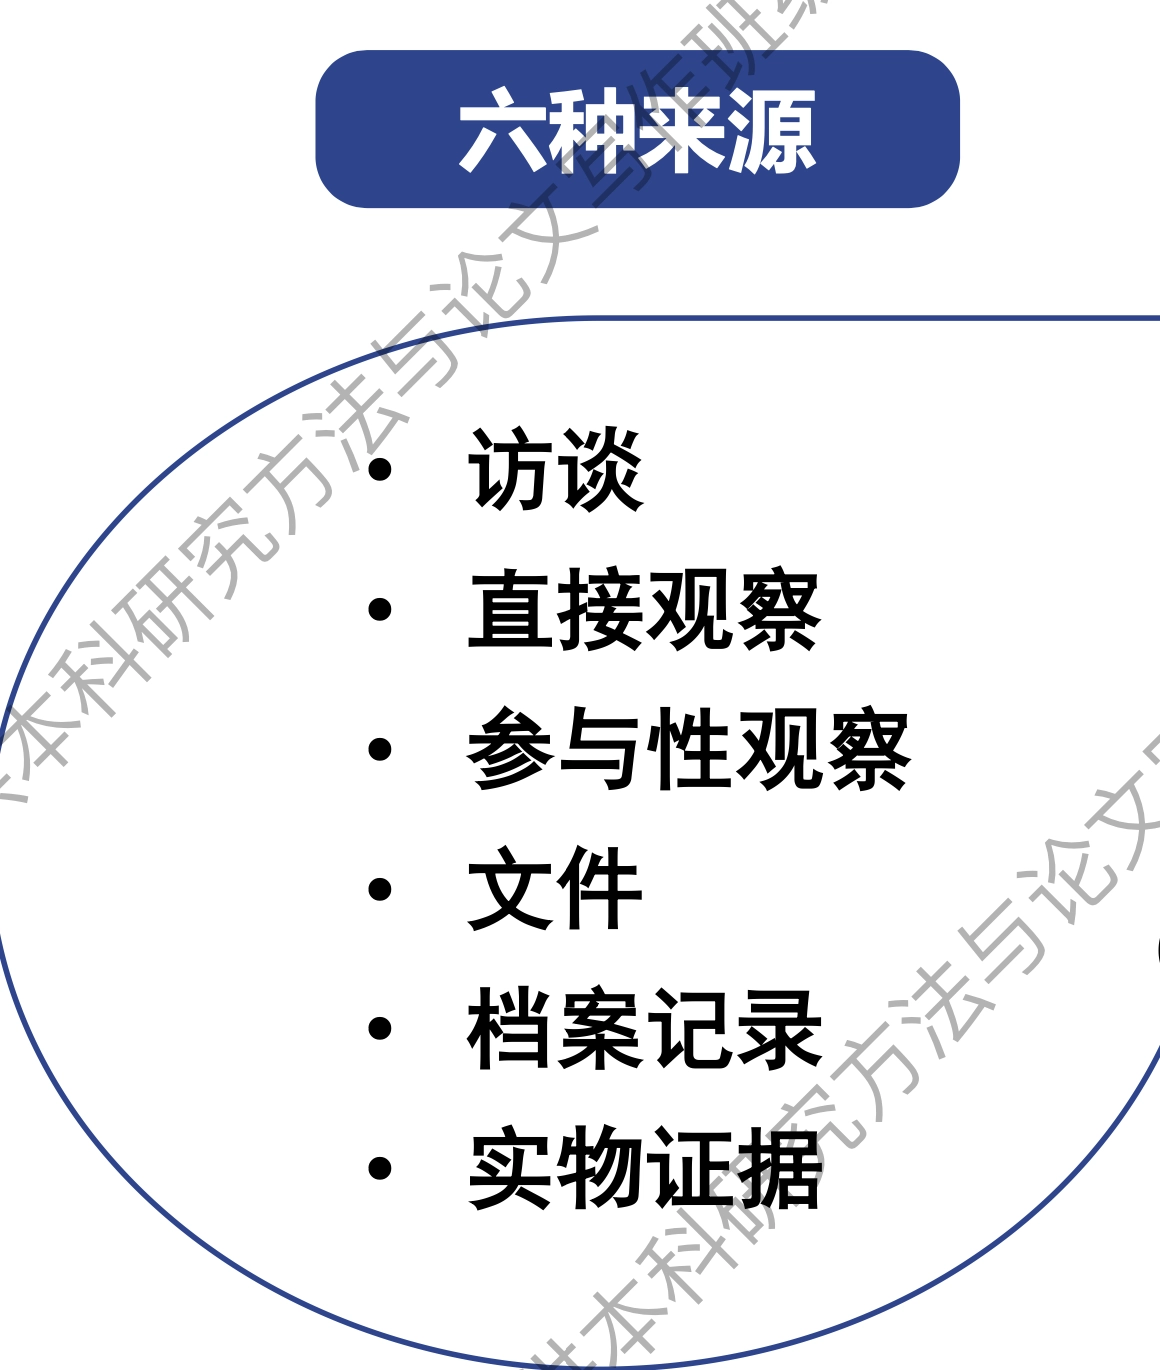 六种来源
• 访谈
• 直接观察
• 参与性观察
• 文件
• 档案记录
• 实物证据
本科研究方法与论文写作班
供本科研究方法与论文写